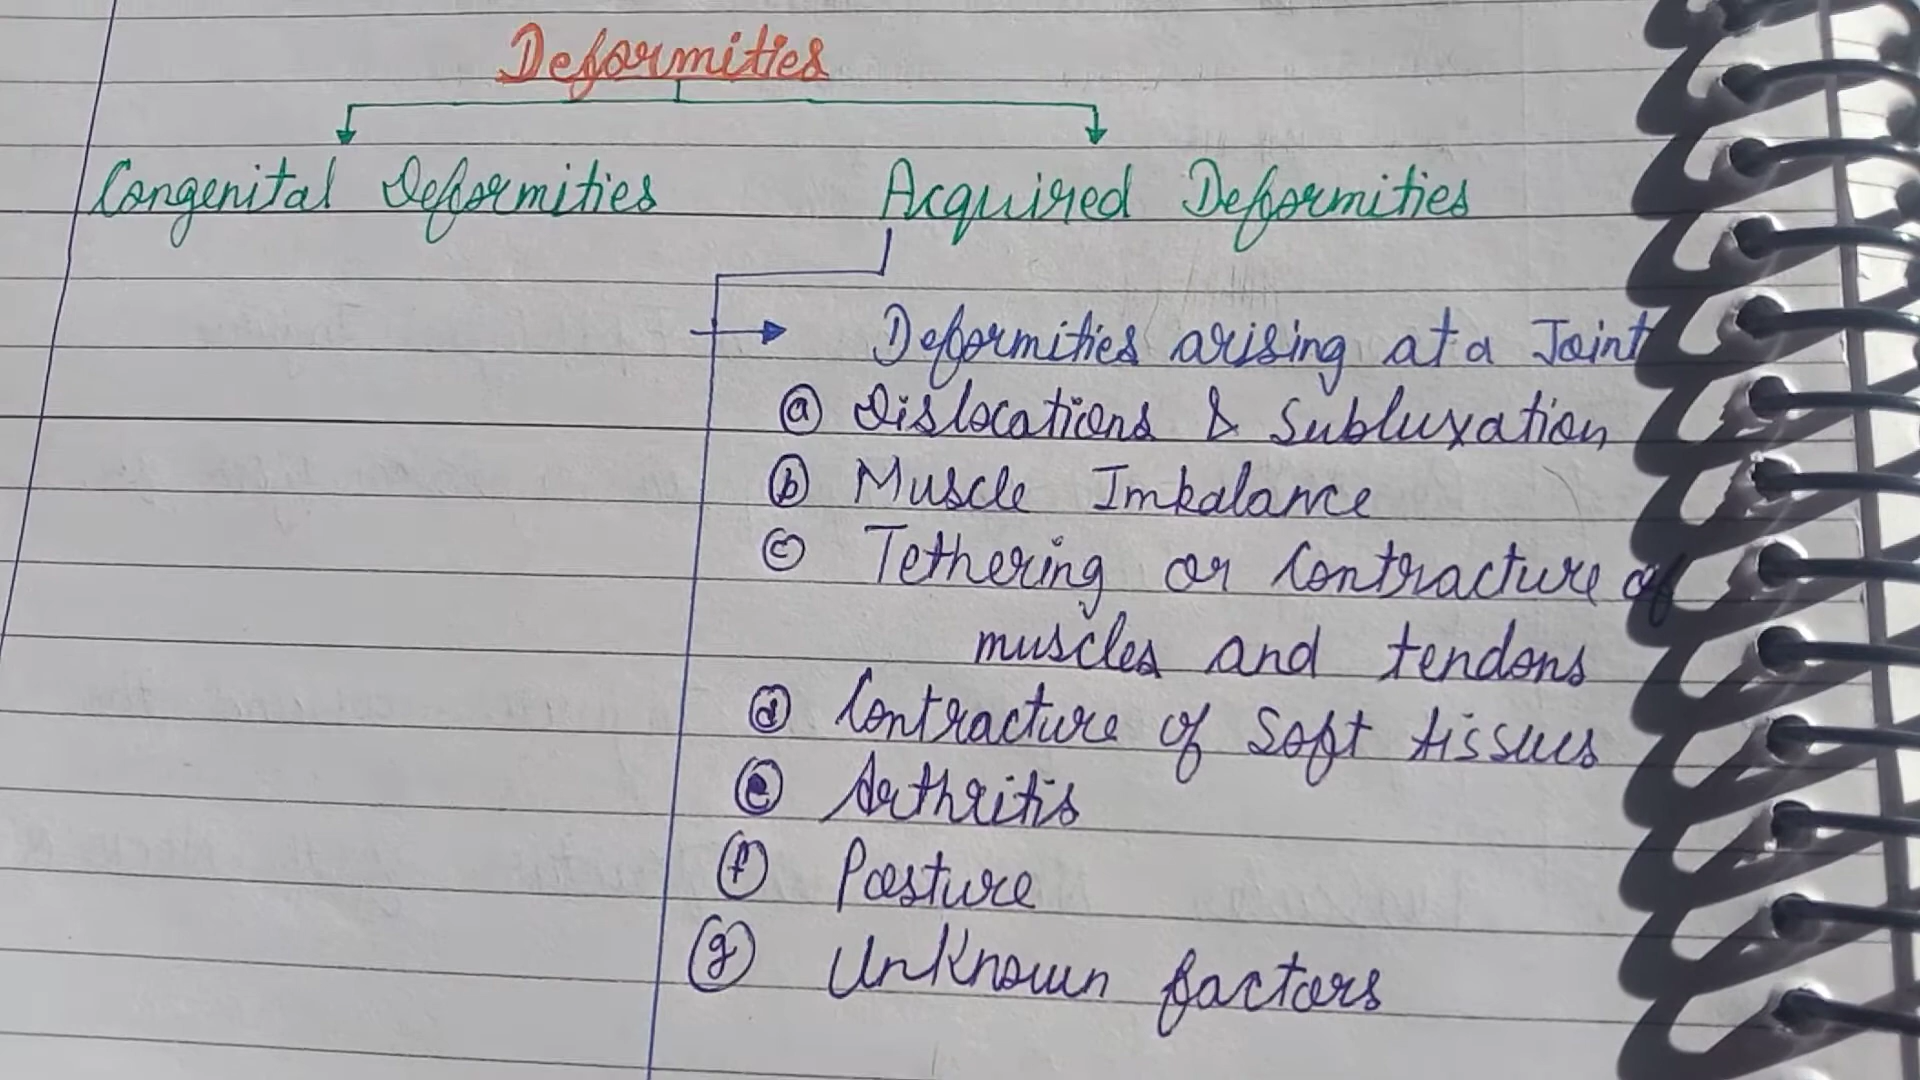 Deformities
Congenital Deformities Acquired Deformities
Deformities arising at a Joint
(a) Dislocations & Subluxation
(b) Muscle Imbalance
(c) Tethering or Contracture of
muscles and tendons
(d) Contracture of Soft tissues
(e) Arthritis
(f) Posture
(g) Unknown factors